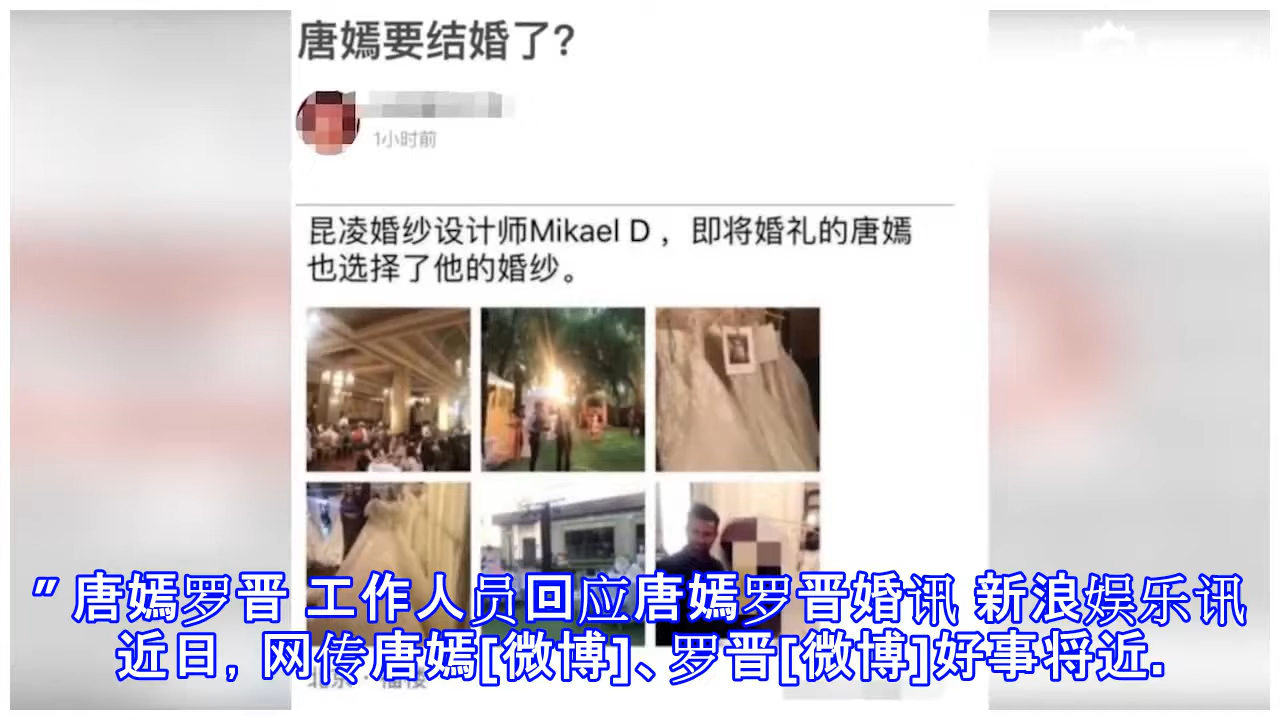 唐嫣要结婚了?
1小时前
昆凌婚纱设计师Mikael D ，即将婚礼的唐嫣
也选择了他的婚纱。
" 唐嫣罗晋 工作人员回应唐嫣罗晋婚讯 新浪娱乐讯
近日, 网传唐嫣[微博]、罗晋[微博]好事将近.